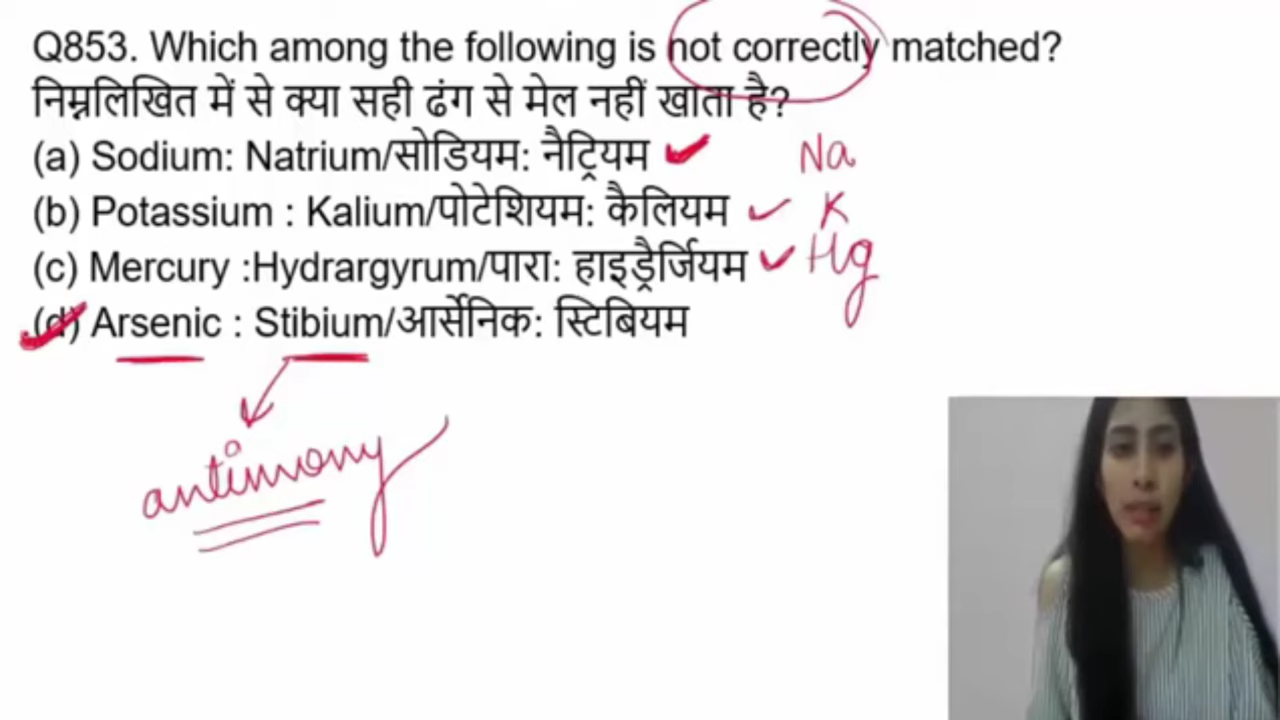 Q853. Which among the following is not correctly matched?
निम्नलिखित में से क्या सही ढंग से मेल नहीं खाता है?
(a) Sodium: Natrium/सोडियम: नैट्रियम Na
(b) Potassium : Kalium/पोटेशियम: कैलियम K
(c) Mercury :Hydrargyrum/पारा: हाइड्रैर्जियम Hg
(d) Arsenic : Stibium/आर्सेनिक: स्टिबियम
antimony